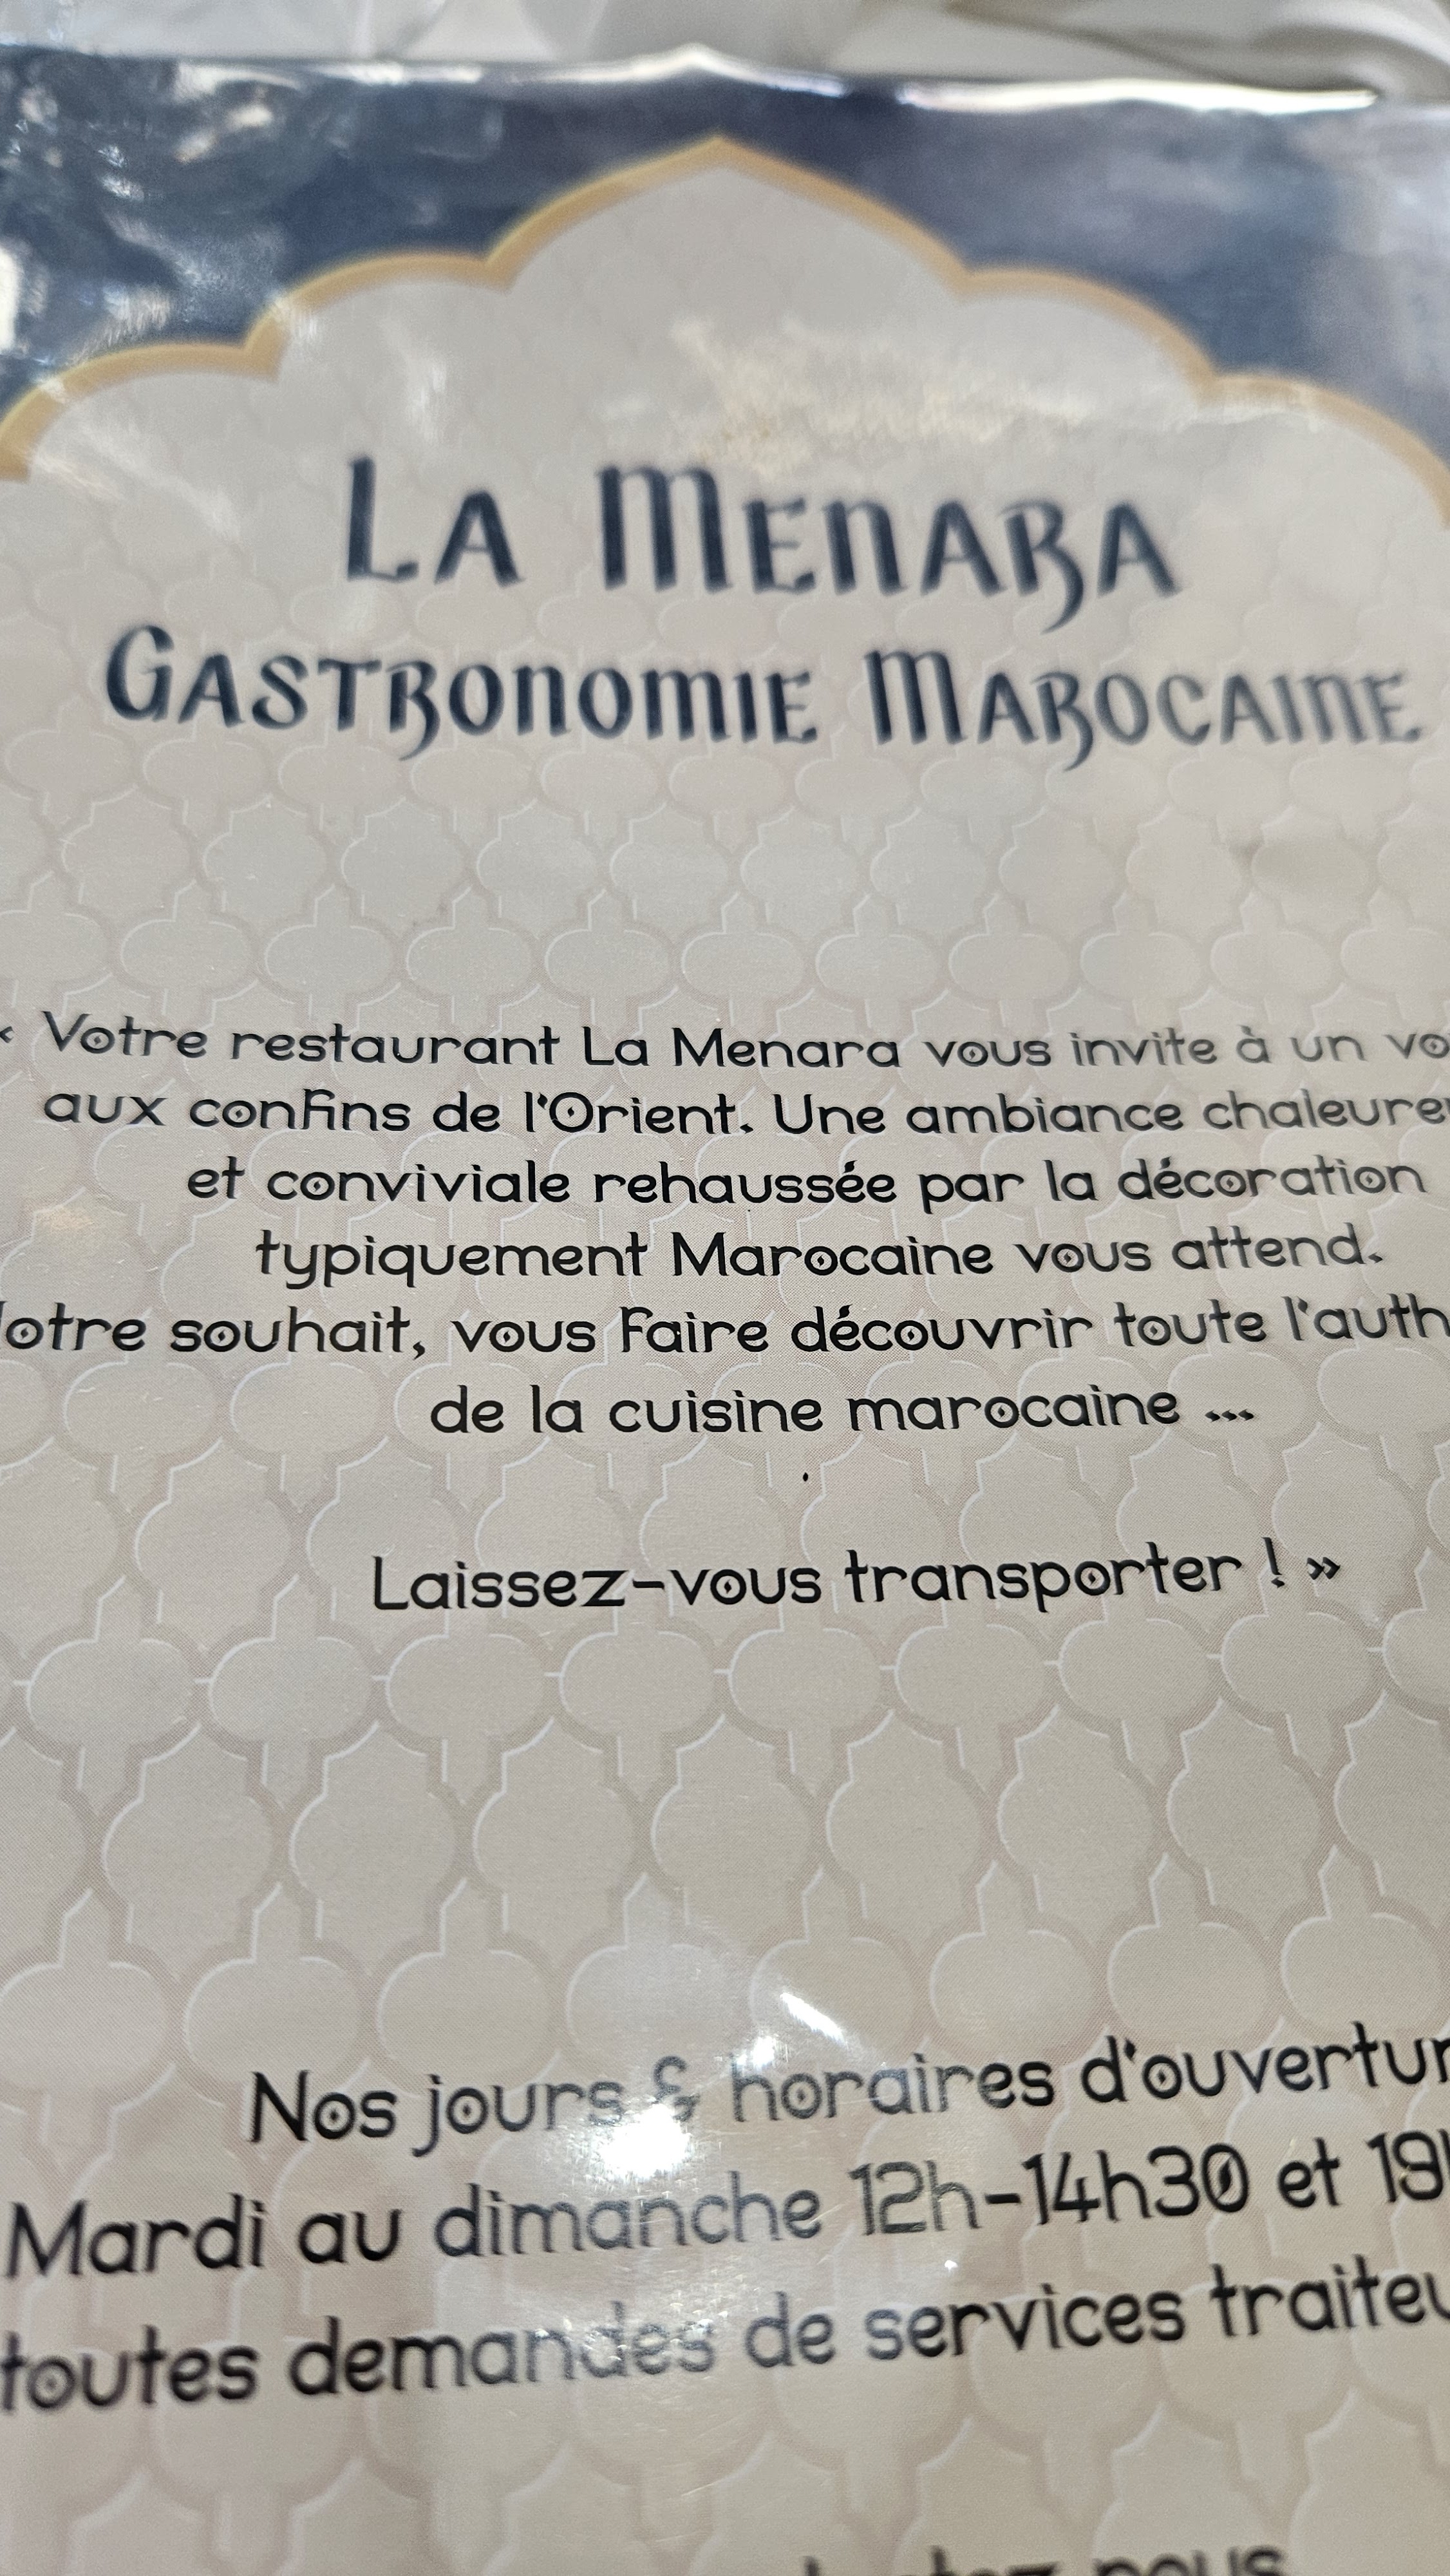 La Menara
Gastronomie Marocaine
« Votre restaurant La Menara vous invite à un
aux confins de l'Orient. Une ambiance
et conviviale rehaussée par la décoration
typiquement Marocaine vous attend.
Notre souhait, vous faire découvrir toute
de la cuisine marocaine ...
Laissez-vous transporter ! »
Nos jours & horaires
Mardi au dimanche 12h-14h30 et
toutes demandes de services
nous